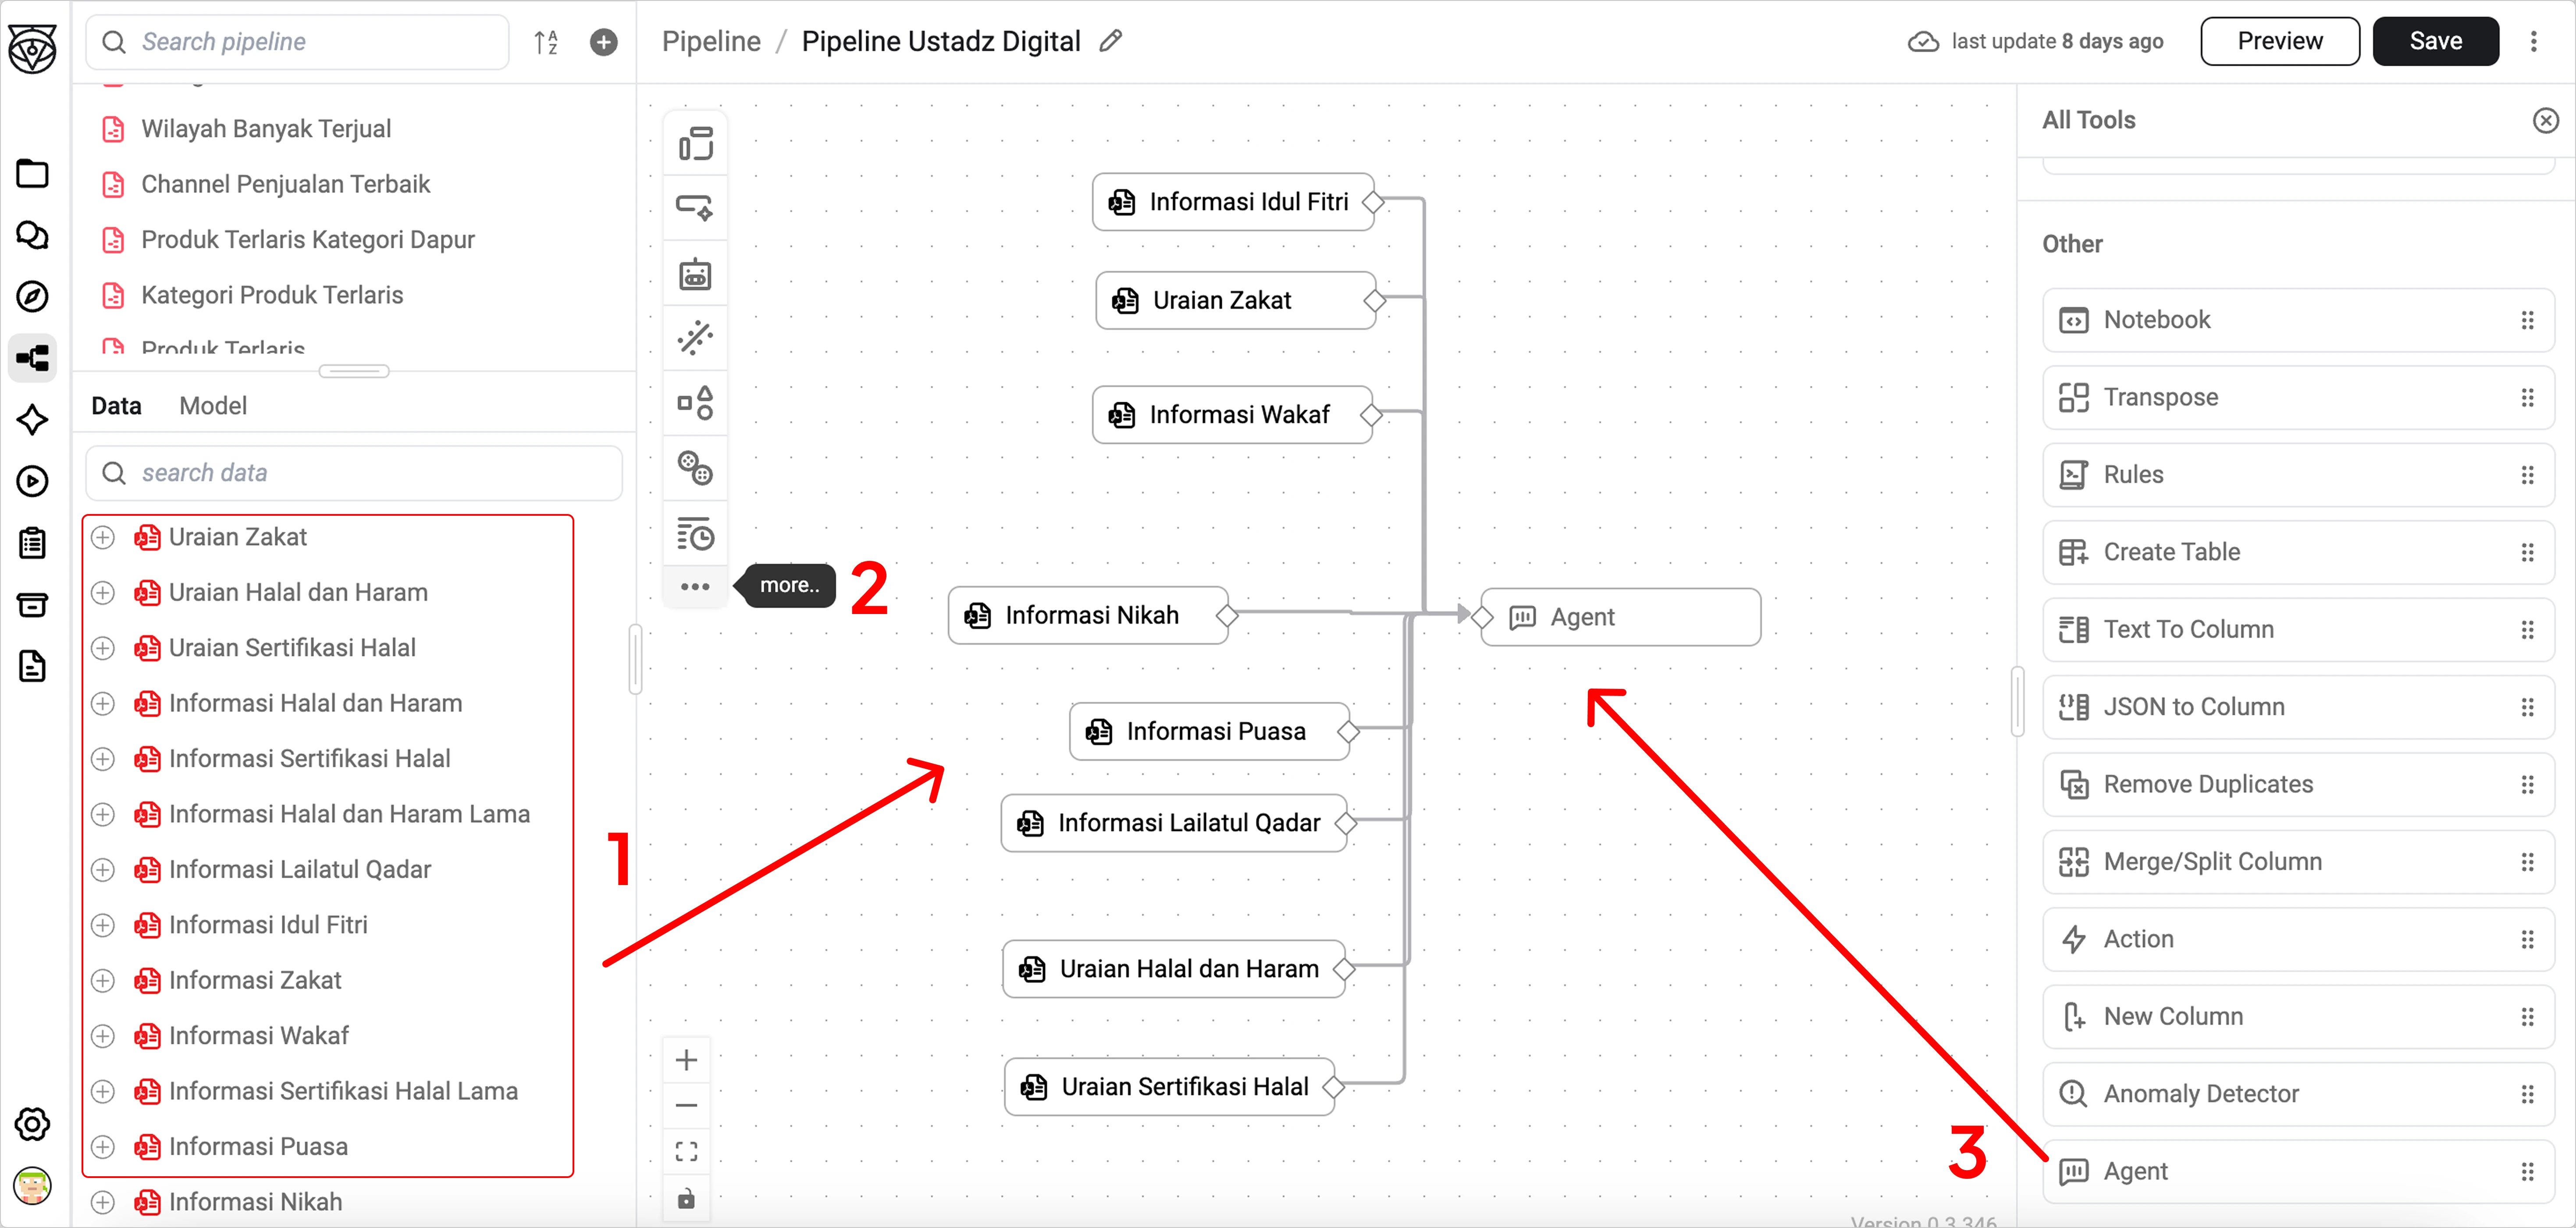 Search pipeline
A
Z
Pipeline / Pipeline Ustadz Digital
last update 8 days ago
Preview
Save
Wilayah Banyak Terjual
Channel Penjualan Terbaik
Produk Terlaris Kategori Dapur
Kategori Produk Terlaris
Produk Terlaris
Data
Model
search data
Uraian Zakat
Uraian Halal dan Haram
Uraian Sertifikasi Halal
Informasi Halal dan Haram
Informasi Sertifikasi Halal
Informasi Halal dan Haram Lama
Informasi Lailatul Qadar
Informasi Idul Fitri
Informasi Zakat
Informasi Wakaf
Informasi Sertifikasi Halal Lama
Informasi Puasa
Informasi Nikah
1
more..
2
Informasi Idul Fitri
Uraian Zakat
Informasi Wakaf
Informasi Nikah
Agent
Informasi Puasa
Informasi Lailatul Qadar
Uraian Halal dan Haram
Uraian Sertifikasi Halal
3
Version 0.3.346
All Tools
Other
Notebook
Transpose
Rules
Create Table
Text To Column
JSON to Column
Remove Duplicates
Merge/Split Column
Action
New Column
Anomaly Detector
Agent